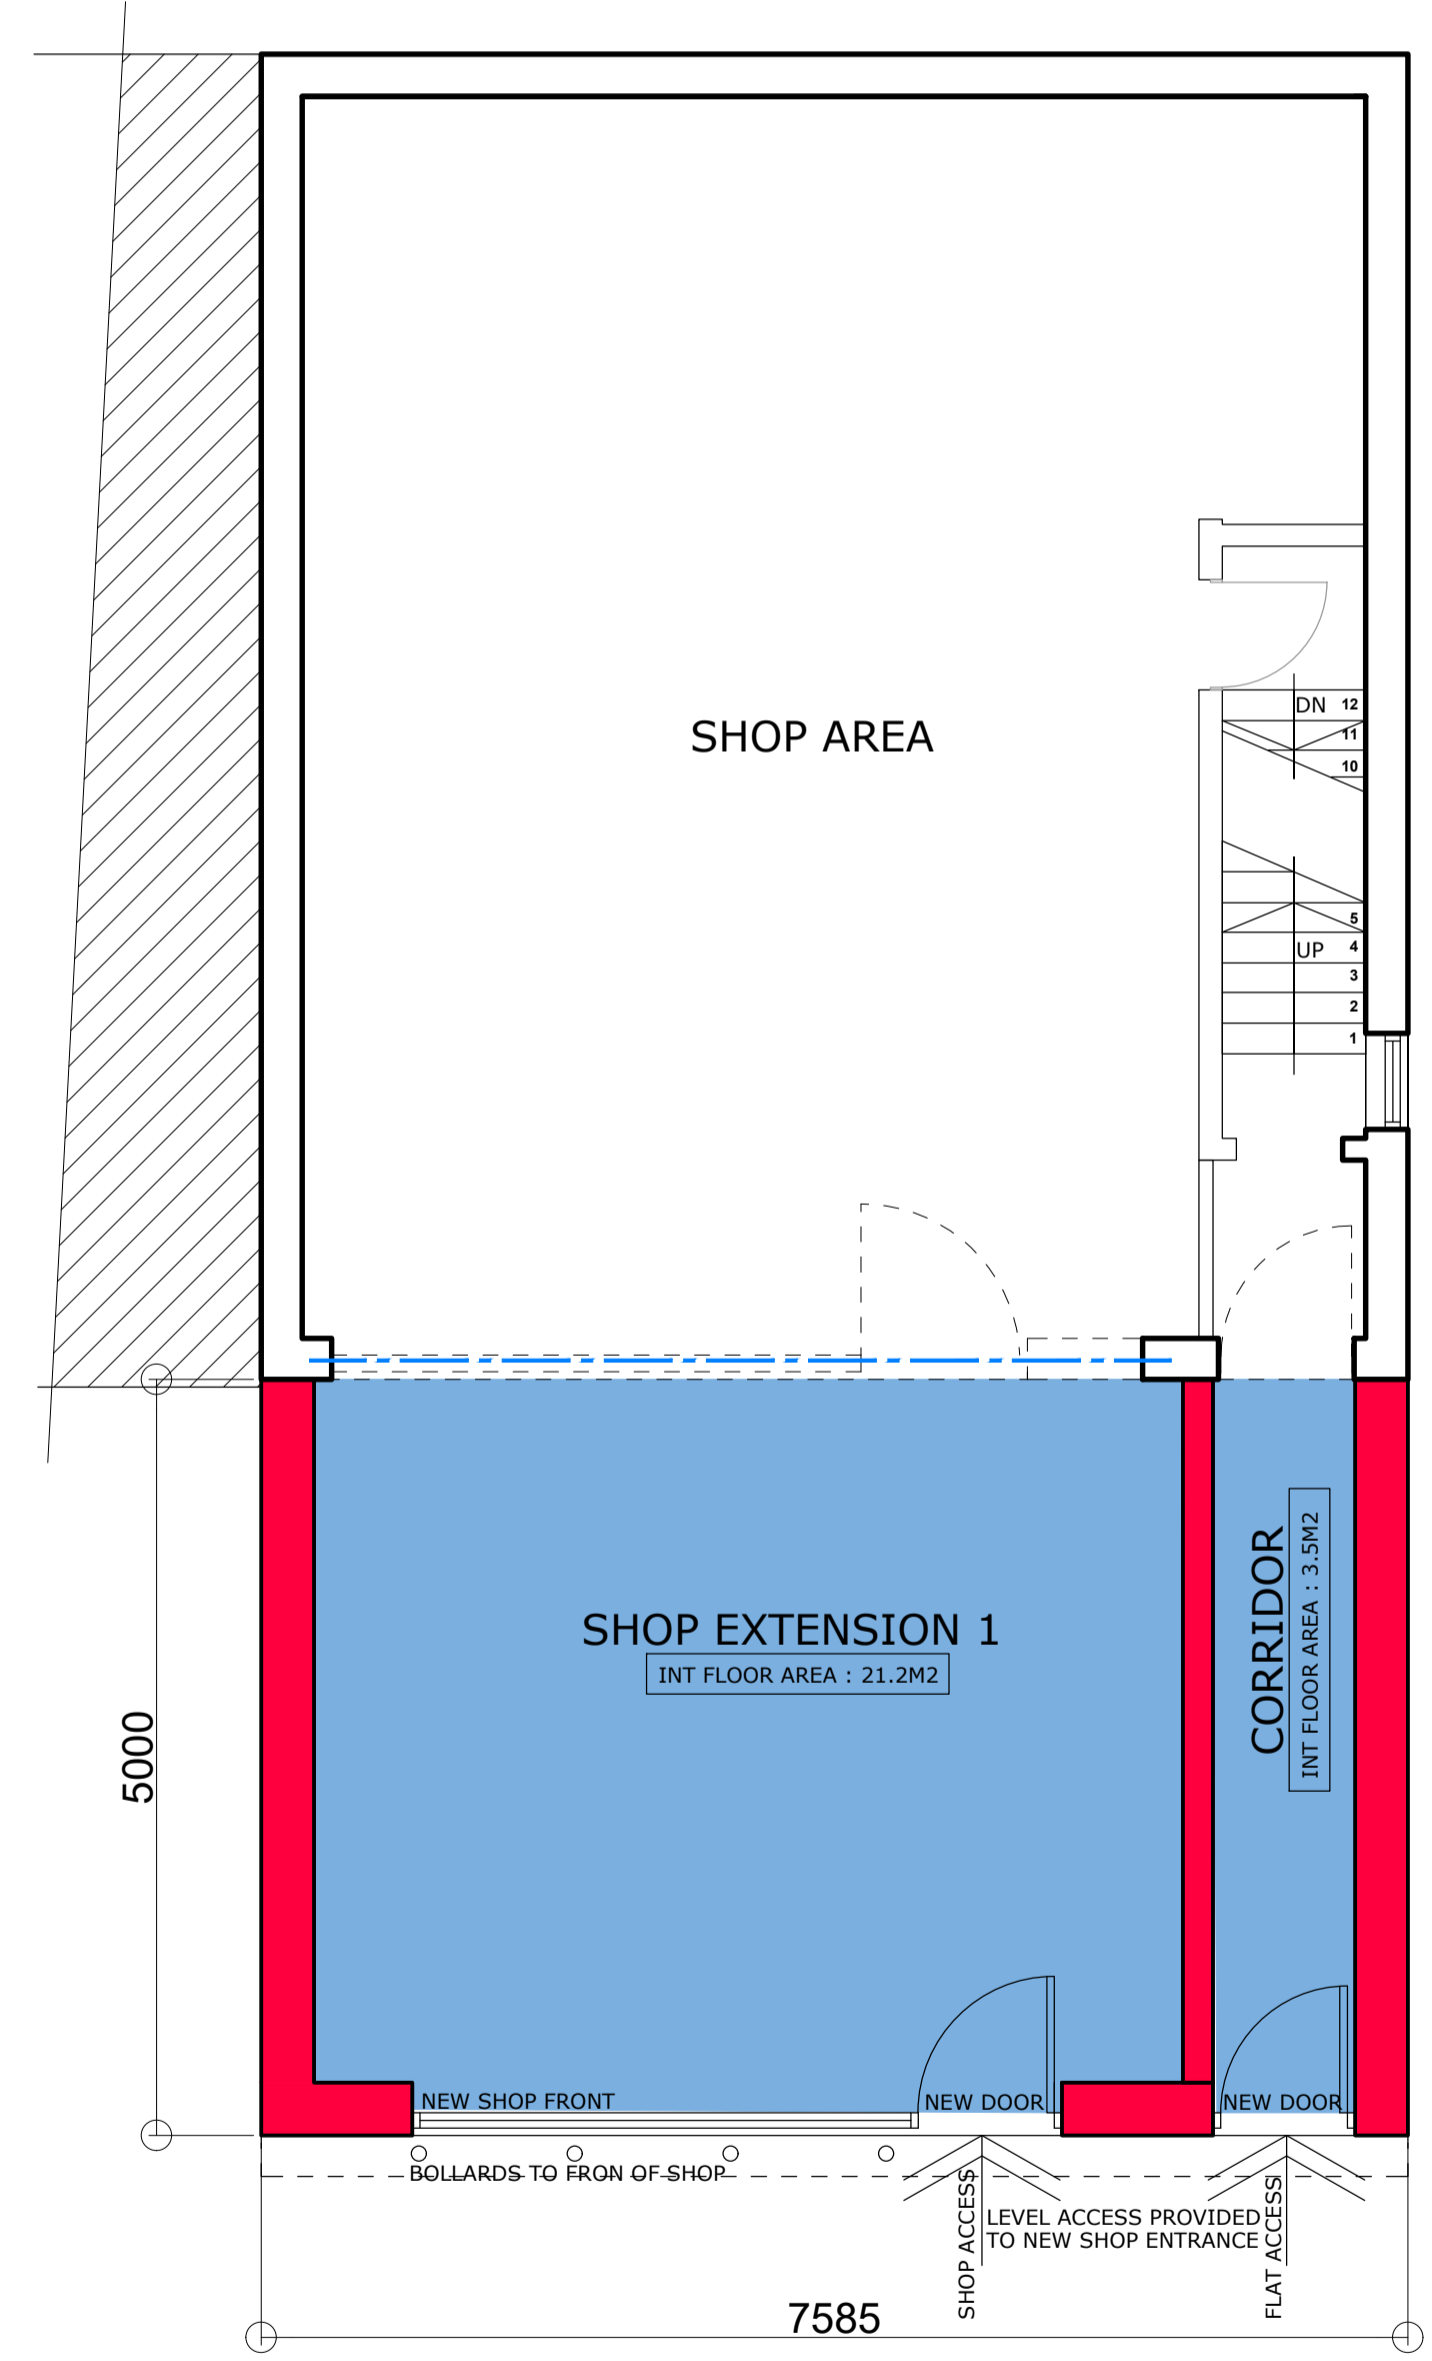 DN 12
11
10
SHOP AREA
5
UP 4
3
2
1
SHOP EXTENSION 1
INT FLOOR AREA : 21.2M2
CORRIDOR
INT FLOOR AREA : 3.5M2
5000
NEW SHOP FRONT
NEW DOOR
NEW DOOR
BOLLARDS TO FRON OF SHOP
SHOP ACCESS
LEVEL ACCESS PROVIDED
TO NEW SHOP ENTRANCE
FLAT ACCESS
7585